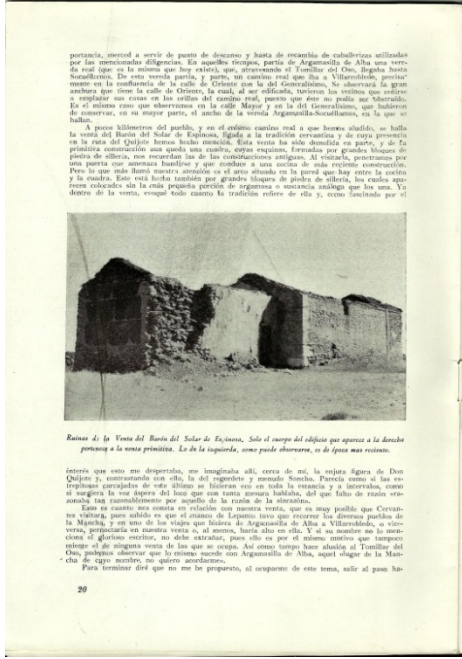 portancia, merced a servir de punto de descanso y hasta de recambio de caballerizas utilizadas
por las mencionadas diligencias. En aquellos tiempos, partía de Argamasilla de Alba una vere-
da real (que es la misma que hoy existe), que, atravesando el Tomillar del Oso, llegaba hasta
Socuéllamos. De esta vereda partía, y parte, un camino real que iba a Villarrobledo, precisa-
mente en la confluencia de la calle de Oriente con la del Generalísimo. Se observará la gran
anchura que tiene la calle de Oriente, la cual, al ser edificada, tuvieron los vecinos que ceñirse
a emplazar sus casas en las orillas del camino real, puesto que éste no podía ser obstruido.
Es el mismo caso que observamos en la calle Mayor y en la del Generalísimo, que hubieron
de conservar, en su mayor parte, el ancho de la vereda Argamasilla-Socuéllamos, en la que se
hallan.
A pocos kilómetros del pueblo, y en el mismo camino real a que hemos aludido, se halla
la venta del Barón del Solar de Espinosa, ligada a la tradición cervantina y de cuya presencia
en la ruta del Quijote hemos hecho mención. Esta venta ha sido demolida en parte, y de la
primitiva construcción aun queda una cuadra, cuyas esquinas, formadas por grandes bloques de
piedra de sillería, nos recuerdan las de las construcciones antiguas. Al visitarla, penetramos por
una puerta que amenaza hundirse y que conduce a una cocina de más reciente construcción.
Pero lo que más llamó nuestra atención es el arco situado en la pared que hay entre la cocina
y la cuadra. Este está hecho también por grandes bloques de piedra de sillería, los cuales apa-
recen colocados sin la más pequeña porción de argamasa o sustancia análoga que los una. Ya
dentro de la venta, evoqué todo cuanto la tradición refiere de ella y, como fascinado por el
Ruinas de la Venta del Barón del Solar de Espinosa. Solo el cuerpo del edificio que aparece a la derecha
pertenece a la venta primitiva. Lo de la izquierda, como puede observarse, es de época mas reciente.
interés que esto me despertaba, me imaginaba allí, cerca de mí, la enjuta figura de Don
Quijote y, contrastando con ella, la del regordete y menudo Sancho. Parecía como si las es-
trepitosas carcajadas de este último se hicieran eco en toda la estancia y a intervalos, como
si surgiera la voz áspera del loco que con tanta mesura hablaba, del que falto de razón «ra-
zonaba tan razonablemente por aquello de la razón de la sinrazón».
Esto es cuanto nos consta en relación con nuestra venta, que es muy posible que Cervan-
tes visitara, pues sabido es que el manco de Lepanto tuvo que recorrer los diversos pueblos de
la Mancha, y en uno de los viajes que hiciera de Argamasilla de Alba a Villarrobledo, o vice-
versa, pernoctaría en nuestra venta o, al menos, haría alto en ella. Y si su nombre no lo men-
ciona el glorioso escritor, no debe extrañar, pues ello es por el mismo motivo que tampoco
miente el de ninguna venta de las que se ocupa. Así como tampoco hace alusión al Tomillar del
Oso, podemos observar que lo mismo sucede con Argamasilla de Alba, aquel «lugar de la Man-
cha de cuyo nombre, no quiero acordarme».
Para terminar diré que no me he propuesto, al ocuparme de este tema, salir al paso ha-
20